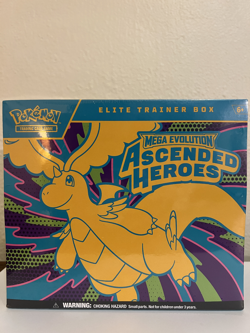 ELITE TRAINER BOX
POKÉMON
TRADING CARD GAME
6+
MEGA EVOLUTION
ASCENDED
HEROES
WARNING: CHOKING HAZARD Small parts. Not for children under 3 years.